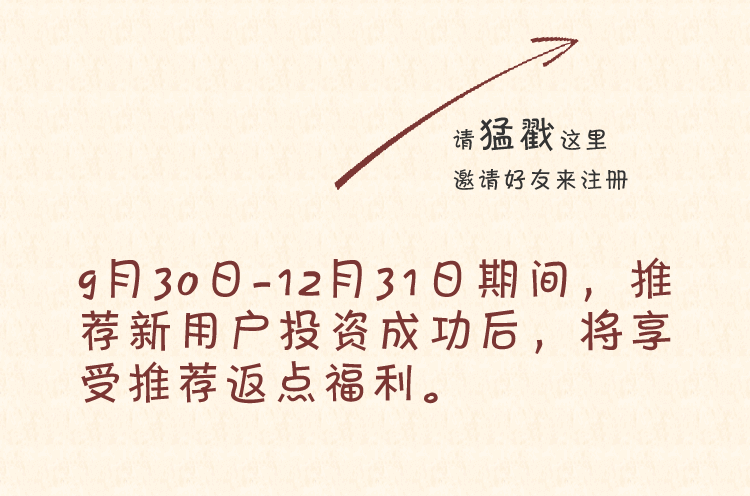 请猛戳这里
邀请好友来注册
9月30日-12月31日期间，推
荐新用户投资成功后，将享
受推荐返点福利。